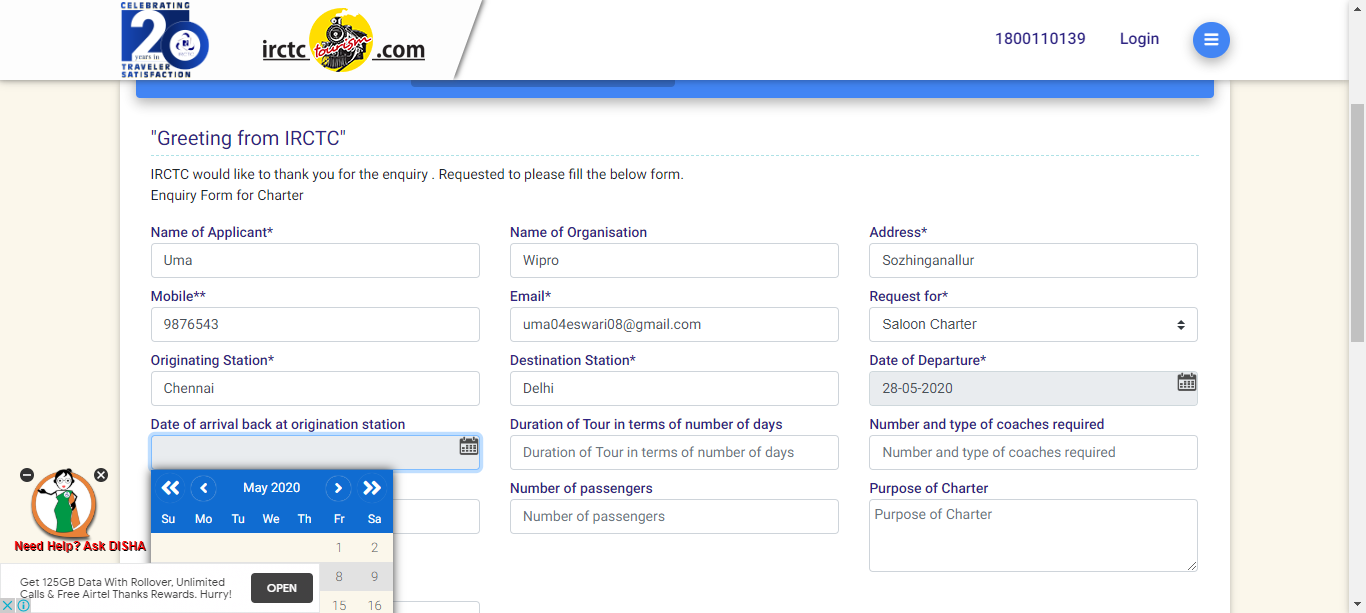 CELEBRATING
20
years in
TRAVELER
SATISFACTION
irctc tourism .com
1800110139
Login
"Greeting from IRCTC"
IRCTC would like to thank you for the enquiry . Requested to please fill the below form.
Enquiry Form for Charter
Name of Applicant* Name of Organisation Address*
Uma Wipro Sozhinganallur
Mobile** Email* Request for*
9876543 uma04eswari08@gmail.com Saloon Charter
Originating Station* Destination Station* Date of Departure*
Chennai Delhi 28-05-2020
Date of arrival back at origination station Duration of Tour in terms of number of days Number and type of coaches required
Duration of Tour in terms of number of days Number and type of coaches required
May 2020 Number of passengers Purpose of Charter
Su Mo Tu We Th Fr Sa Number of passengers Purpose of Charter
1 2
8 9
15 16
Need Help? Ask DISHA
Get 125GB Data With Rollover, Unlimited
Calls & Free Airtel Thanks Rewards. Hurry!
OPEN